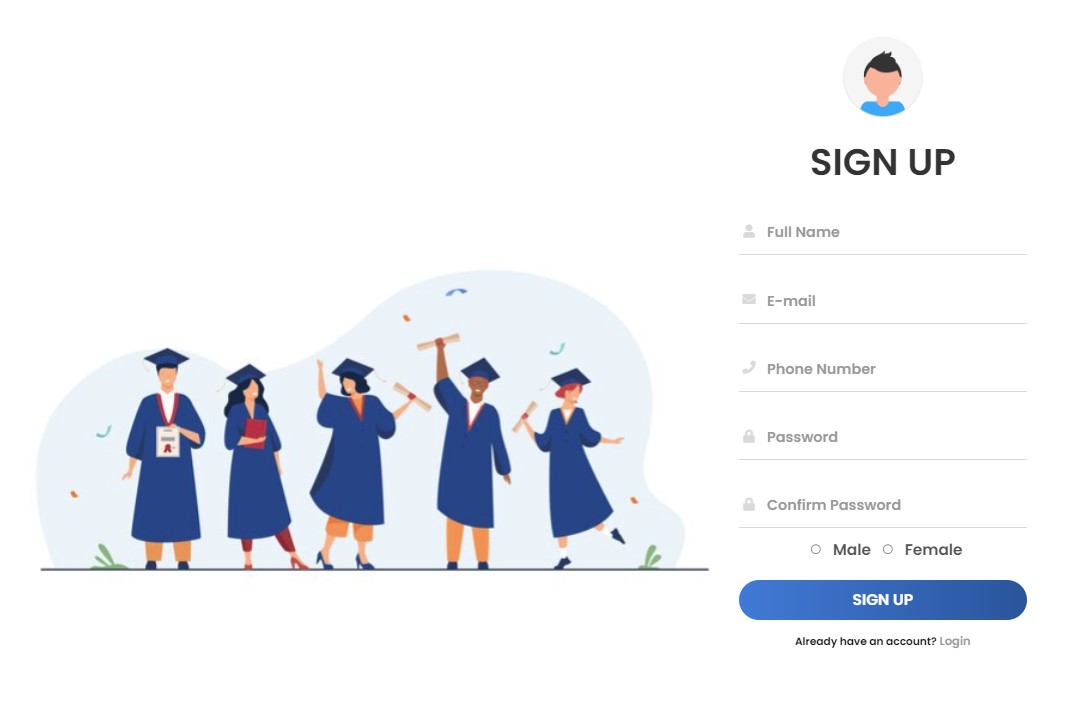 SIGN UP
Full Name
E-mail
Phone Number
Password
Confirm Password
Male Female
SIGN UP
Already have an account? Login